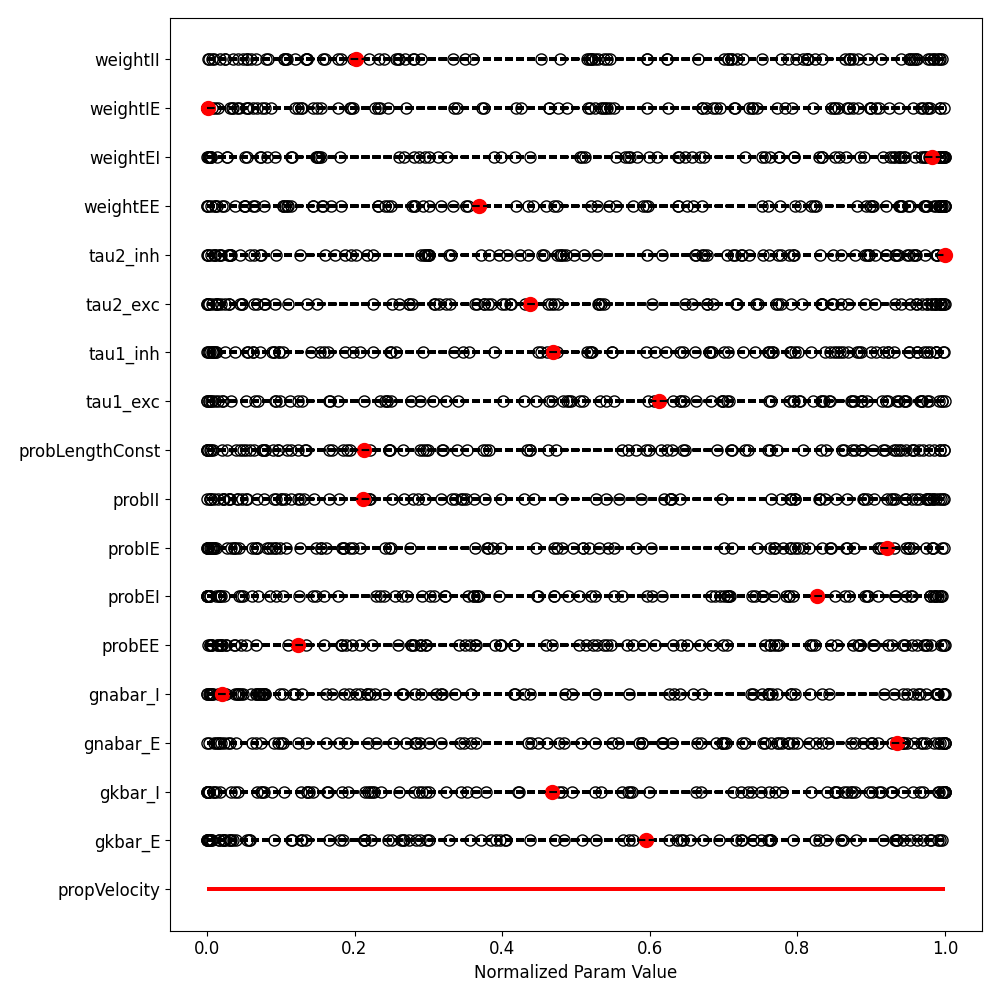 weightII
weightIE
weightEI
weightEE
tau2_inh
tau2_exc
tau1_inh
tau1_exc
probLengthConst
probII
probIE
probEI
probEE
gnabar_I
gnabar_E
gkbar_I
gkbar_E
propVelocity
0.0 0.2 0.4 0.6 0.8 1.0
Normalized Param Value